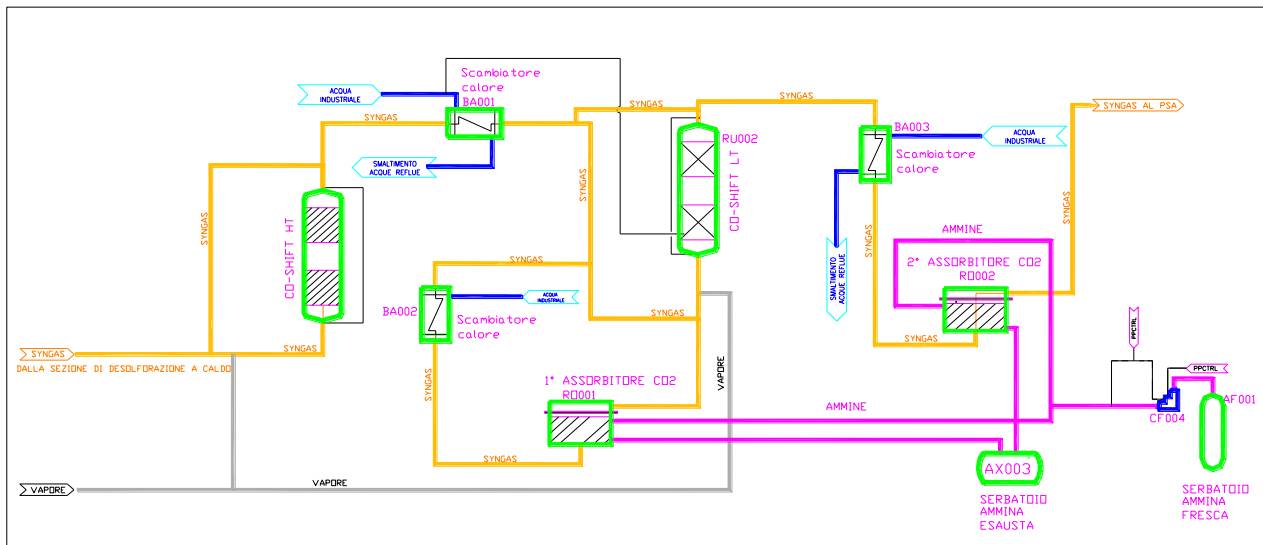 Scambiatore
calore
BA001
ACQUA
INDUSTRIALE
SYNGAS
SYNGAS
SYNGAS
SYNGAS AL PSA
SMALTIMENTO
ACQUE REFLUE
RU002
CO-SHIFT LT
BA003
Scambiatore
calore
ACQUA
INDUSTRIALE
SYNGAS
CO-SHIFT HT
SYNGAS
SYNGAS
SMALTIMENTO
ACQUE REFLUE
AMMINE
2° ASSORBITORE CO2
RO002
SYNGAS
BA002
ACQUA
INDUSTRIALE
Scambiatore
calore
SYNGAS
SYNGAS
PPCTRL
SYNGAS
SYNGAS
DALLA SEZIONE DI DESOLFORAZIONE A CALDO
SYNGAS
1° ASSORBITORE CO2
RO001
VAPORE
PPCTRL
AMMINE
CF004
AF001
SYNGAS
AX003
VAPORE
VAPORE
SERBATOIO
AMMINA
ESAUSTA
SERBATOIO
AMMINA
FRESCA